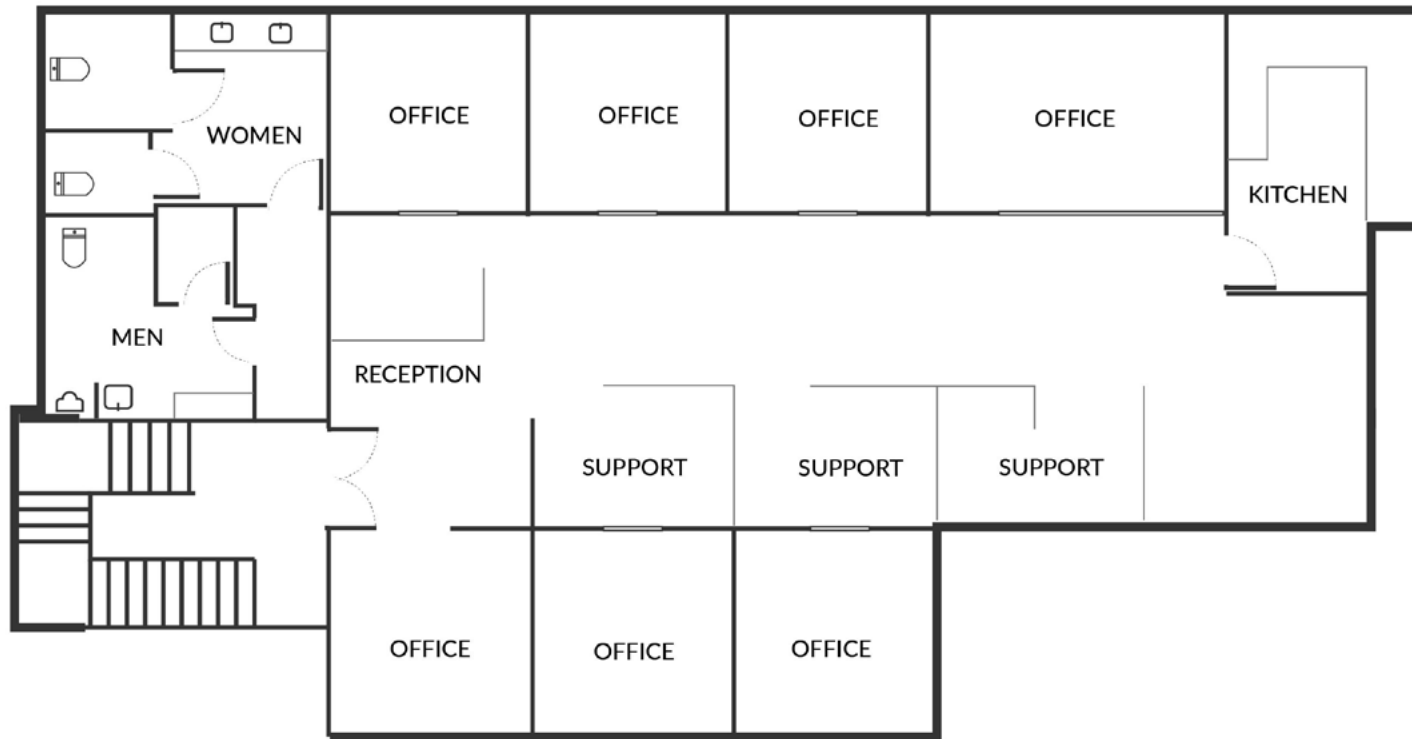 OFFICE
OFFICE
OFFICE
OFFICE
WOMEN
KITCHEN
MEN
RECEPTION
SUPPORT
SUPPORT
SUPPORT
OFFICE
OFFICE
OFFICE